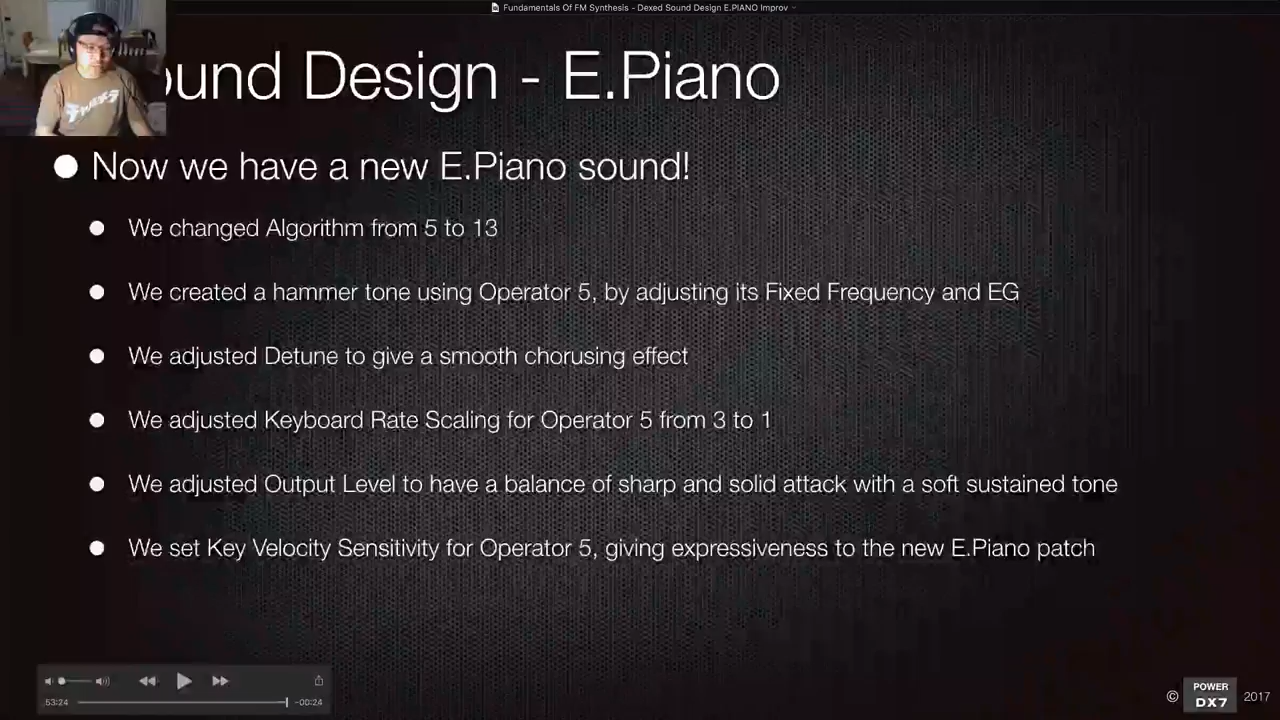 Fundamentals Of FM Synthesis - Dexed Sound Design E.PIANO Improv
ound Design - E.Piano
Now we have a new E.Piano sound!
We changed Algorithm from 5 to 13
We created a hammer tone using Operator 5, by adjusting its Fixed Frequency and EG
We adjusted Detune to give a smooth chorusing effect
We adjusted Keyboard Rate Scaling for Operator 5 from 3 to 1
We adjusted Output Level to have a balance of sharp and solid attack with a soft sustained tone
We set Key Velocity Sensitivity for Operator 5, giving expressiveness to the new E.Piano patch
53:24 -00:24
© POWER DX7 2017